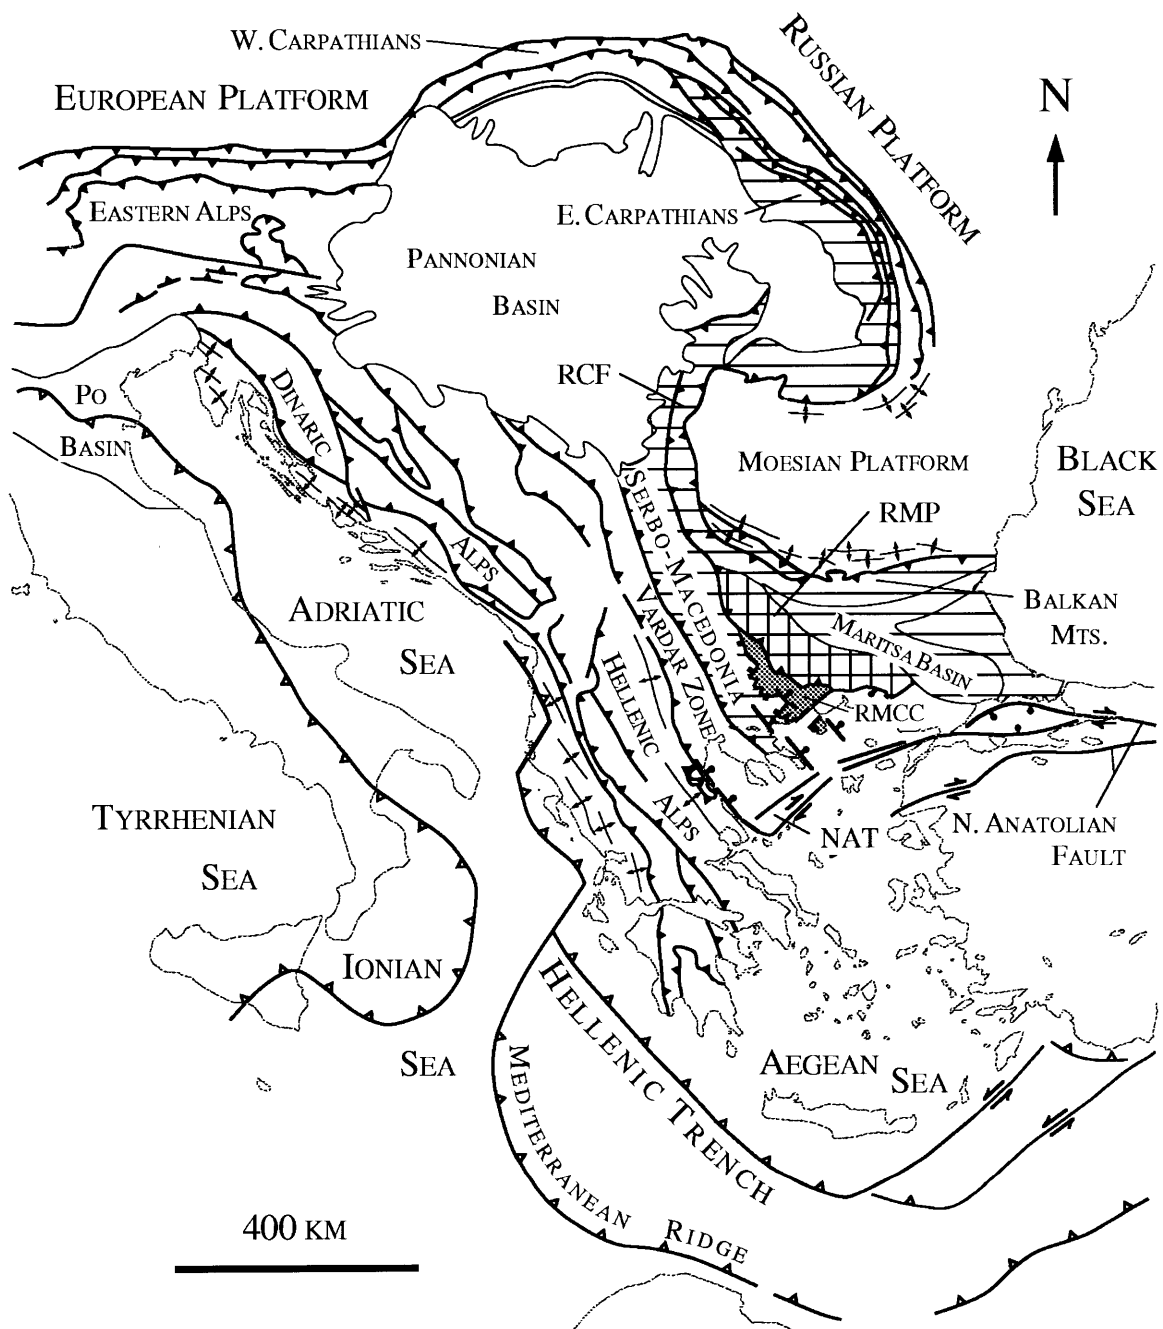 W. CARPATHIANS
RUSSIAN PLATFORM
EUROPEAN PLATFORM
N
EASTERN ALPS
E. CARPATHIANS
PANNONIAN
BASIN
RCF
PO
BASIN
DINARIC
ALPS
MOESIAN PLATFORM
BLACK
SEA
RMP
SERBO-MACEDONIA
VARDAR ZONE
BALKAN
MTS.
MARITSA BASIN
ADRIATIC
SEA
HELLENIC
ALPS
RMCC
TYRRHENIAN
SEA
NAT
N. ANATOLIAN
FAULT
IONIAN
SEA
HELLENIC TRENCH
AEGEAN
SEA
MEDITERRANEAN
RIDGE
400 KM